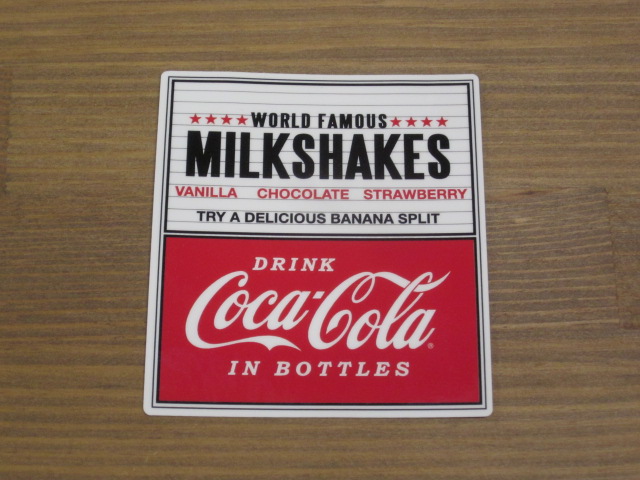 ★★★★WORLD FAMOUS★★★★
MILKSHAKES
VANILLA CHOCOLATE STRAWBERRY
TRY A DELICIOUS BANANA SPLIT
DRINK
Coca-Cola®
IN BOTTLES